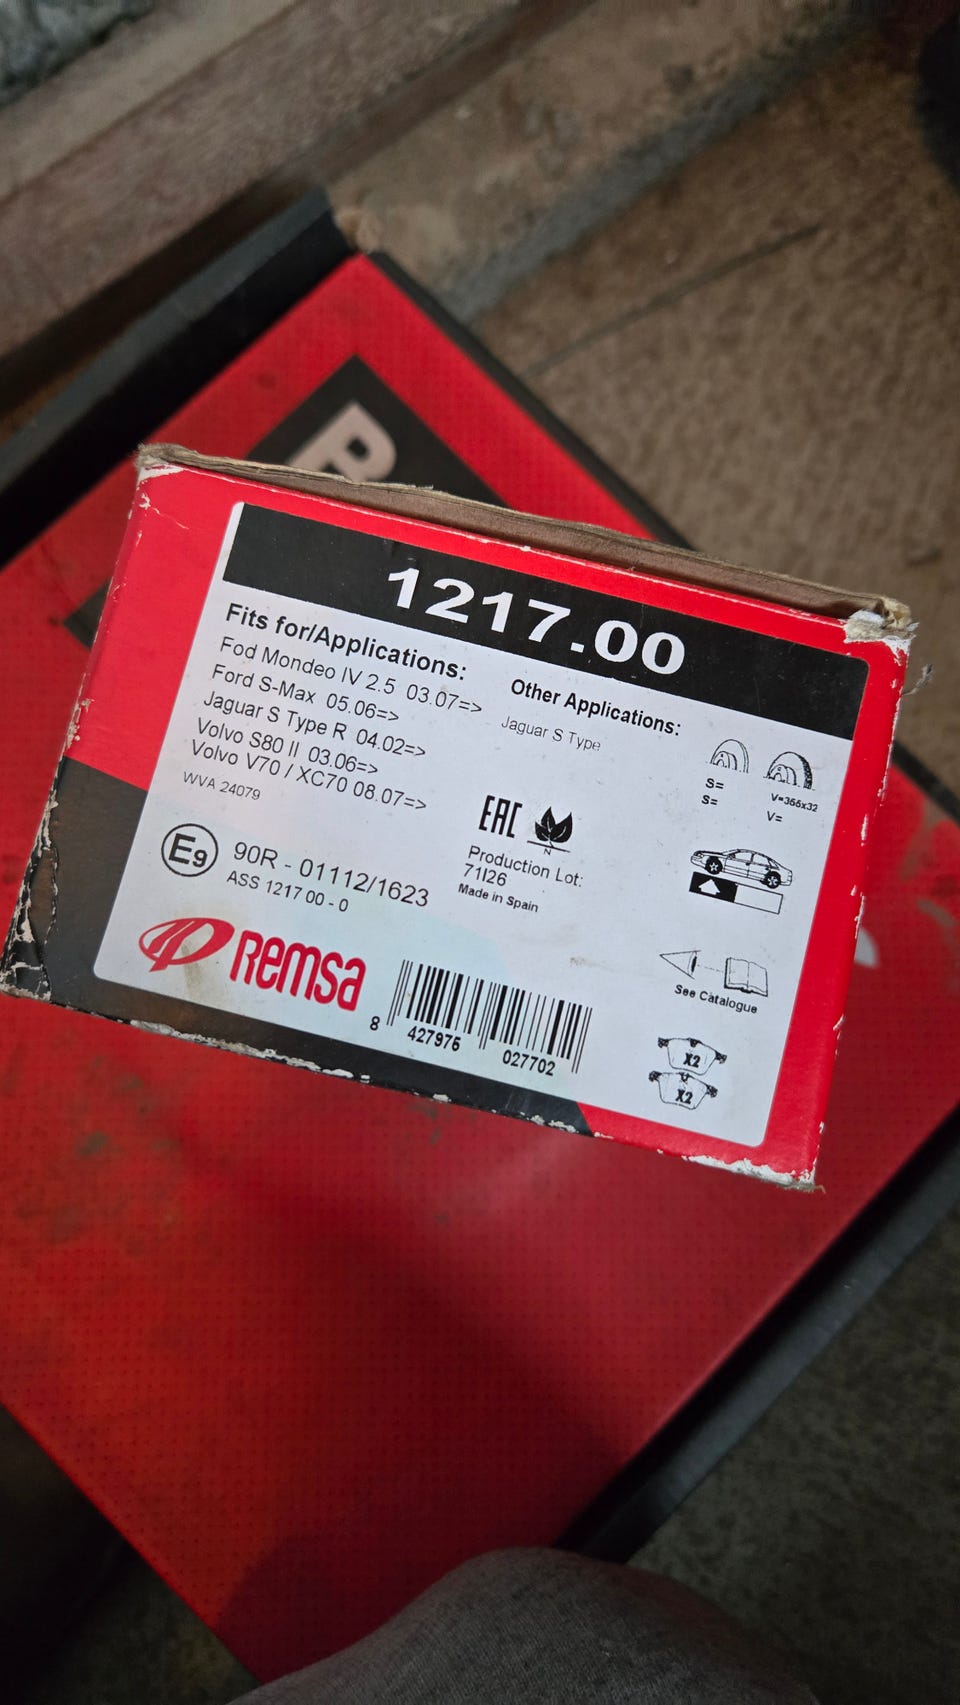 1217.00
Fits for/Applications:
Fod Mondeo IV 2.5 03.07=>
Ford S-Max 05.06=>
Jaguar S Type R 04.02=>
Volvo S80 II 03.06=>
Volvo V70 / XC70 08.07=>
WVA 24079
Other Applications:
Jaguar S Type
S=
S=
V=356x32
V=
EAC
N
Production Lot:
71I26
Made in Spain
E9
90R - 01112/1623
ASS 1217 00 - 0
Remsa
8 427975 027702
See Catalogue
X2
X2